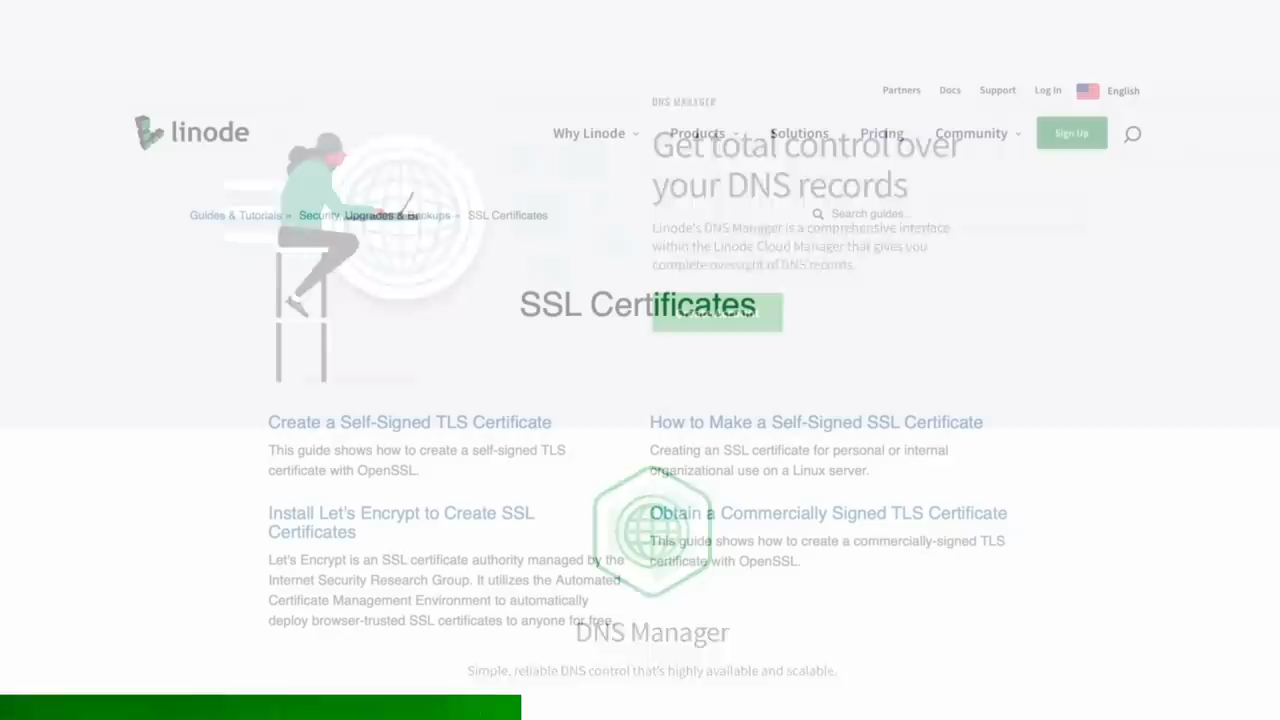 Partners Docs Support Log In English
DNS MANAGER
linode
Why Linode Products Solutions Pricing Community Sign Up
Get total control over
your DNS records
Guides & Tutorials » Security, Upgrades & Backups » SSL Certificates
Search guides...
Linode's DNS Manager is a comprehensive interface
within the Linode Cloud Manager that gives you
complete oversight of DNS records.
SSL Certificates
Create a Self-Signed TLS Certificate
This guide shows how to create a self-signed TLS
certificate with OpenSSL.
How to Make a Self-Signed SSL Certificate
Creating an SSL certificate for personal or internal
organizational use on a Linux server.
Install Let's Encrypt to Create SSL
Certificates
Let's Encrypt is an SSL certificate authority managed by the
Internet Security Research Group. It utilizes the Automated
Certificate Management Environment to automatically
deploy browser-trusted SSL certificates to anyone for free.
Obtain a Commercially Signed TLS Certificate
This guide shows how to create a commercially-signed TLS
certificate with OpenSSL.
DNS Manager
Simple, reliable DNS control that's highly available and scalable.